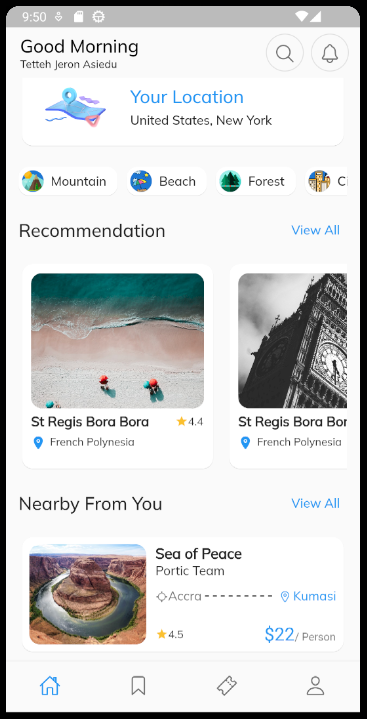 9:50
Good Morning
Tetteh Jeron Asiedu
Your Location
United States, New York
Mountain Beach Forest Ci
Recommendation View All
St Regis Bora Bora 4.4
French Polynesia
St Regis Bora Bor
French Polynesia
Nearby From You View All
Sea of Peace
Portic Team
Accra Kumasi
4.5 $22/ Person